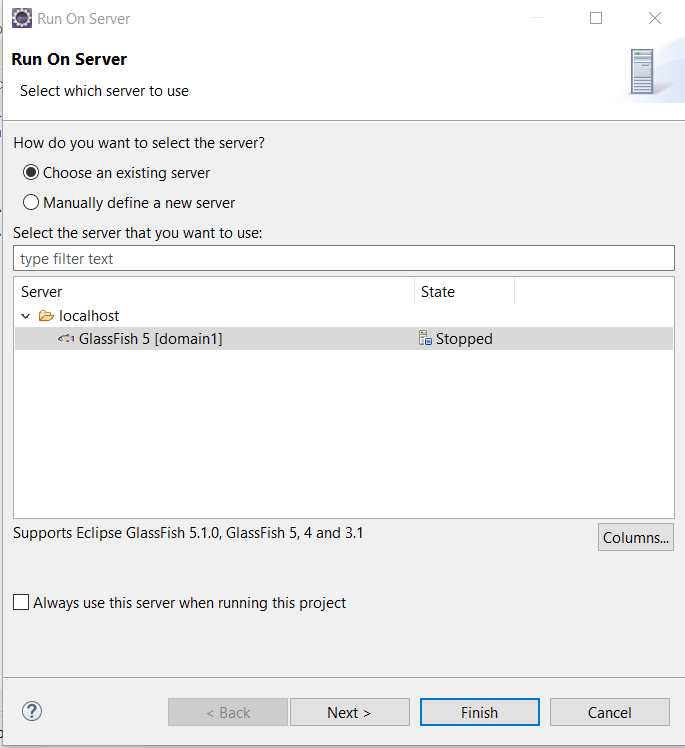 Run On Server
Run On Server
Select which server to use
How do you want to select the server?
Choose an existing server
Manually define a new server
Select the server that you want to use:
type filter text
Server State
localhost
GlassFish 5 [domain1] Stopped
Supports Eclipse GlassFish 5.1.0, GlassFish 5, 4 and 3.1
Columns...
Always use this server when running this project
? < Back Next > Finish Cancel